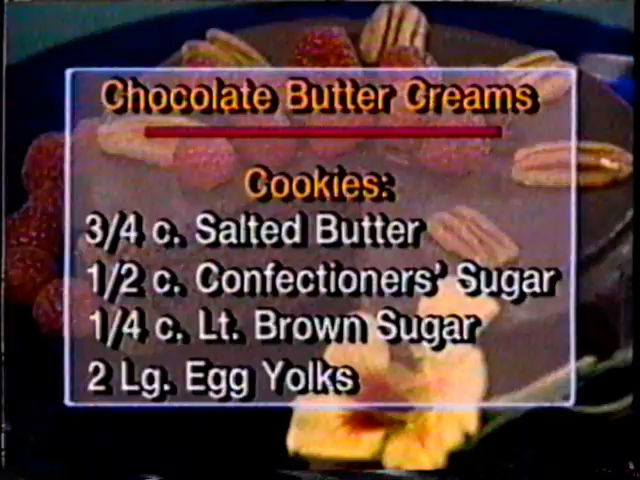 Chocolate Butter Creams
Cookies:
3/4 c. Salted Butter
1/2 c. Confectioners' Sugar
1/4 c. Lt. Brown Sugar
2 Lg. Egg Yolks